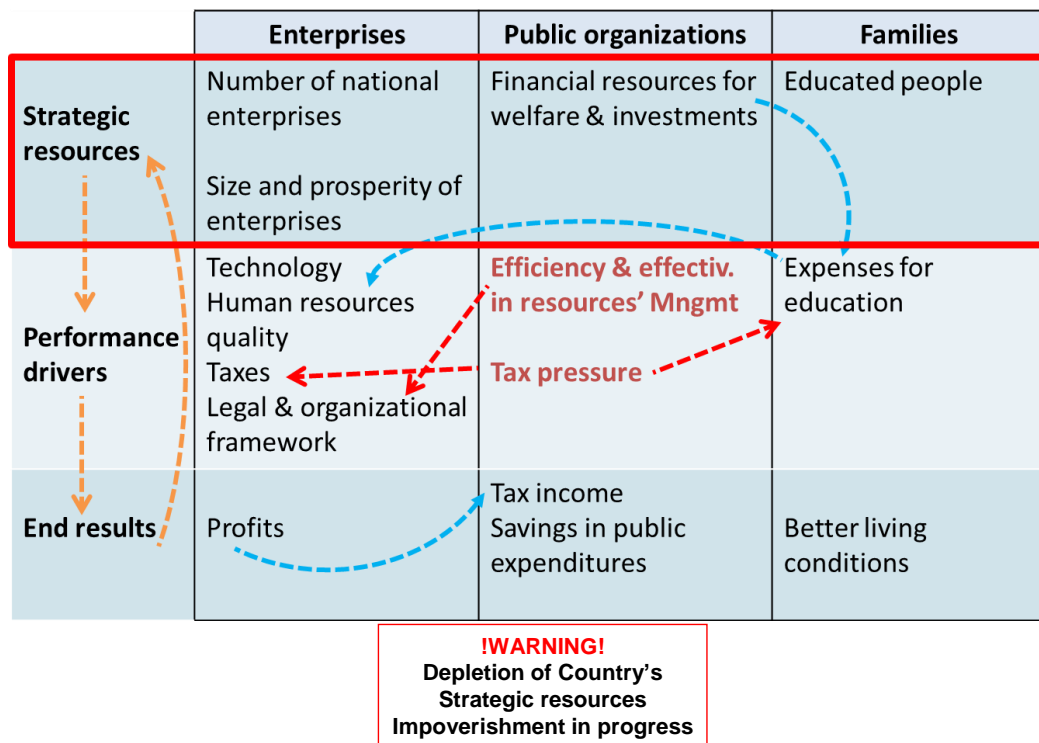 Enterprises
Public organizations
Families
Strategic
resources
Number of national
enterprises
Size and prosperity of
enterprises
Financial resources for
welfare & investments
Educated people
Performance
drivers
Technology
Human resources
quality
Taxes
Legal & organizational
framework
Efficiency & effectiv.
in resources' Mngmt
Tax pressure
Expenses for
education
End results
Profits
Tax income
Savings in public
expenditures
Better living
conditions
!WARNING!
Depletion of Country's
Strategic resources
Impoverishment in progress